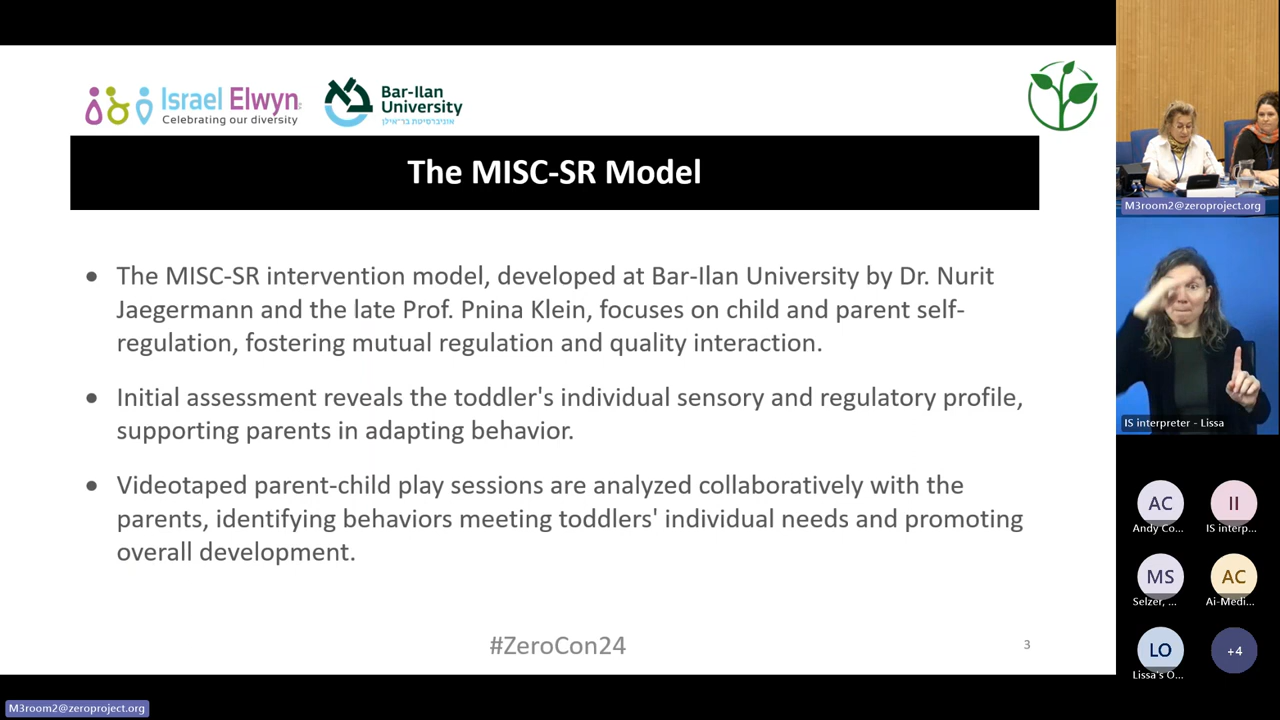 Israel Elwyn
Celebrating our diversity
Bar-Ilan
University
אוניברסיטת בר־אילן
The MISC-SR Model
● The MISC-SR intervention model, developed at Bar-Ilan University by Dr. Nurit
Jaegermann and the late Prof. Pnina Klein, focuses on child and parent self-
regulation, fostering mutual regulation and quality interaction.
● Initial assessment reveals the toddler's individual sensory and regulatory profile,
supporting parents in adapting behavior.
● Videotaped parent-child play sessions are analyzed collaboratively with the
parents, identifying behaviors meeting toddlers' individual needs and promoting
overall development.
#ZeroCon24
3
M3room2@zeroproject.org
IS interpreter - Lissa
AC
II
Andy Co...
IS interp...
MS
AC
Selzer, ...
Ai-Medi...
LO
+4
Lissa's O...
M3room2@zeroproject.org